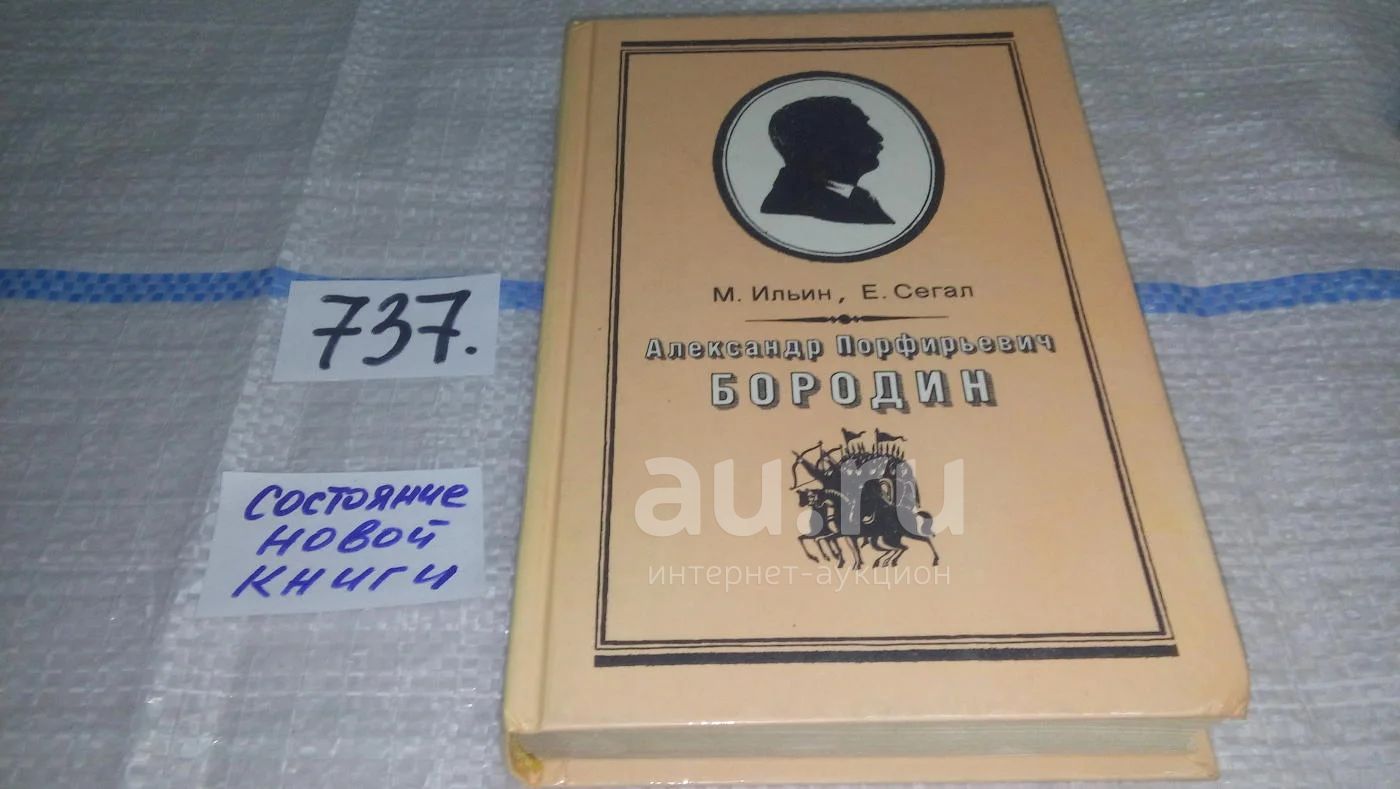 М. Ильин, Е. Сегал
Александр Порфирьевич
БОРОДИН
737.
состояние
новой
книги
au.ru
интернет-аукцион